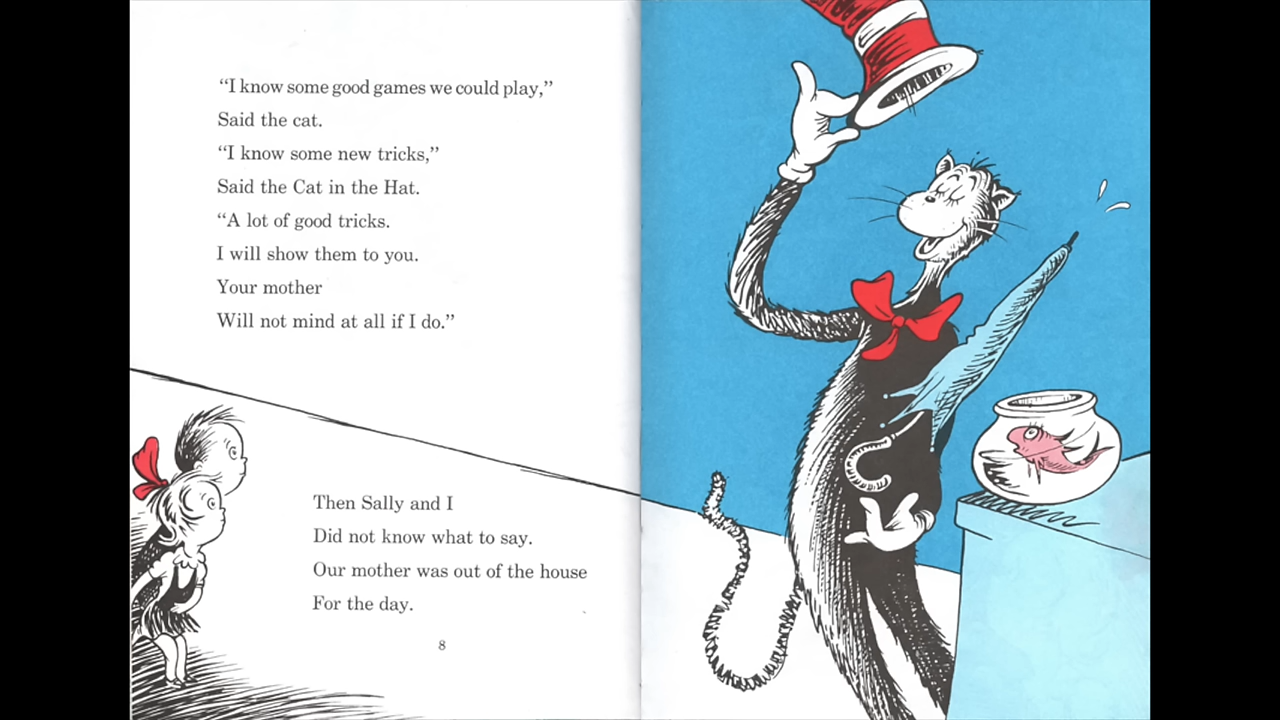 “I know some good games we could play,”
Said the cat.
“I know some new tricks,”
Said the Cat in the Hat.
“A lot of good tricks.
I will show them to you.
Your mother
Will not mind at all if I do.”
Then Sally and I
Did not know what to say.
Our mother was out of the house
For the day.
8